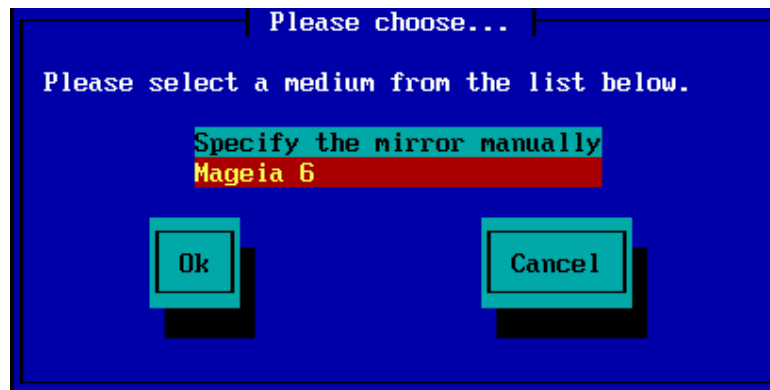 Please choose...
Please select a medium from the list below.
Specify the mirror manually
Mageia 6
Ok
Cancel